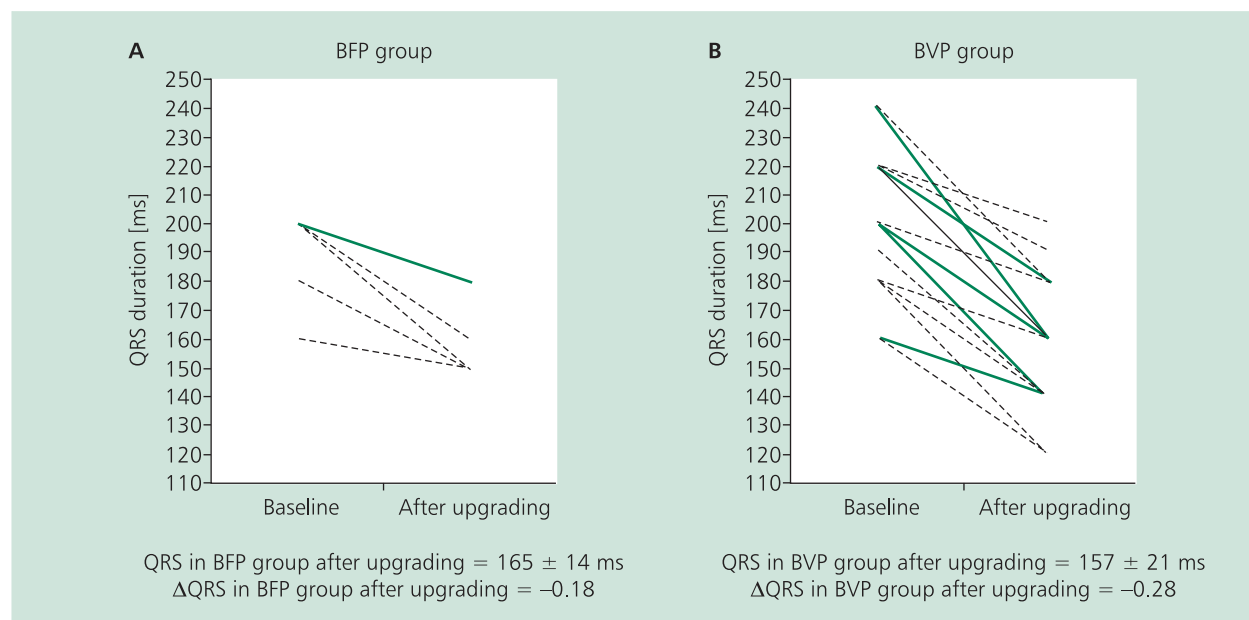 A
BFP group
QRS duration [ms]
250
240
230
220
210
200
190
180
170
160
150
140
130
120
110
Baseline
After upgrading
QRS in BFP group after upgrading = 165 ± 14 ms
ΔQRS in BFP group after upgrading = –0.18
B
BVP group
QRS duration [ms]
250
240
230
220
210
200
190
180
170
160
150
140
130
120
110
Baseline
After upgrading
QRS in BVP group after upgrading = 157 ± 21 ms
ΔQRS in BVP group after upgrading = –0.28